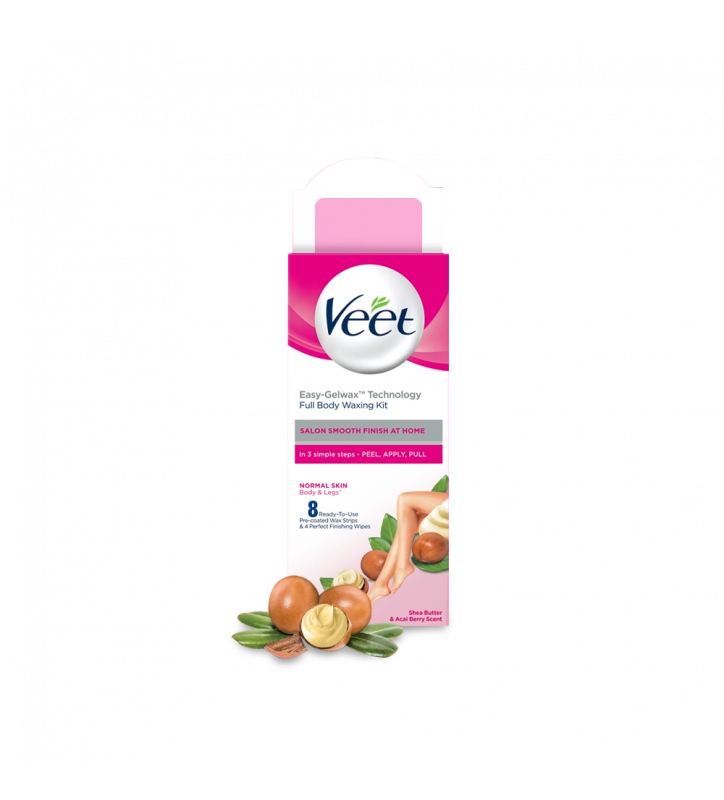 Veet
Easy-Gelwax™ Technology
Full Body Waxing Kit
SALON SMOOTH FINISH AT HOME
In 3 simple steps - PEEL, APPLY, PULL
NORMAL SKIN
Body & Legs*
8 Ready-To-Use
Pre-coated Wax Strips
& 4 Perfect Finishing Wipes
Shea Butter
& Acai Berry Scent